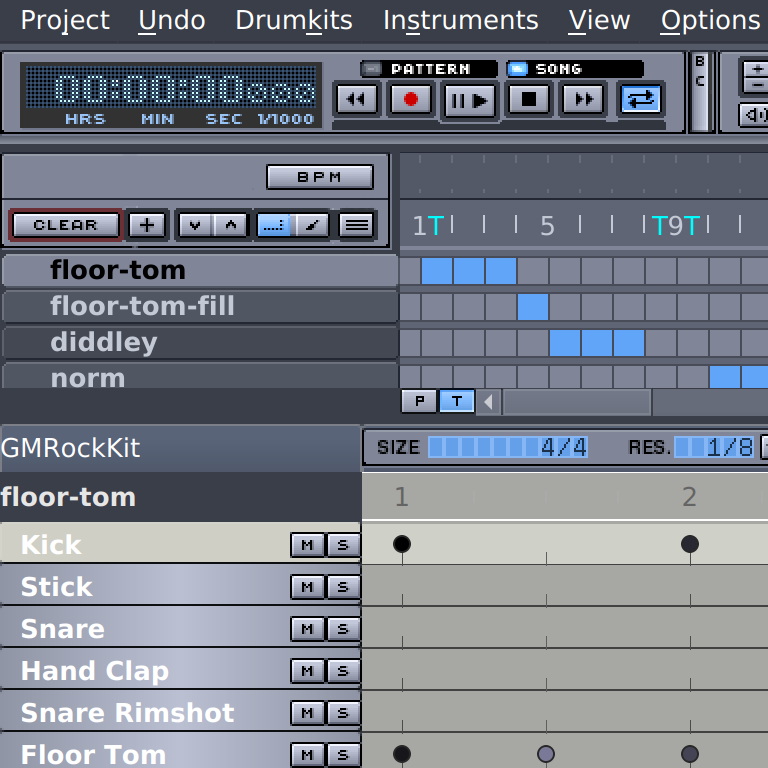 Project Undo Drumkits Instruments View Options
PATTERN SONG
B
C
00:00:00:000
HRS MIN SEC 1/1000
BPM
CLEAR
1T 5 T9T
floor-tom
floor-tom-fill
diddley
norm
P T
GMRockKit SIZE 4/4 RES. 1/8
floor-tom 1 2
Kick M S
Stick M S
Snare M S
Hand Clap M S
Snare Rimshot M S
Floor Tom M S